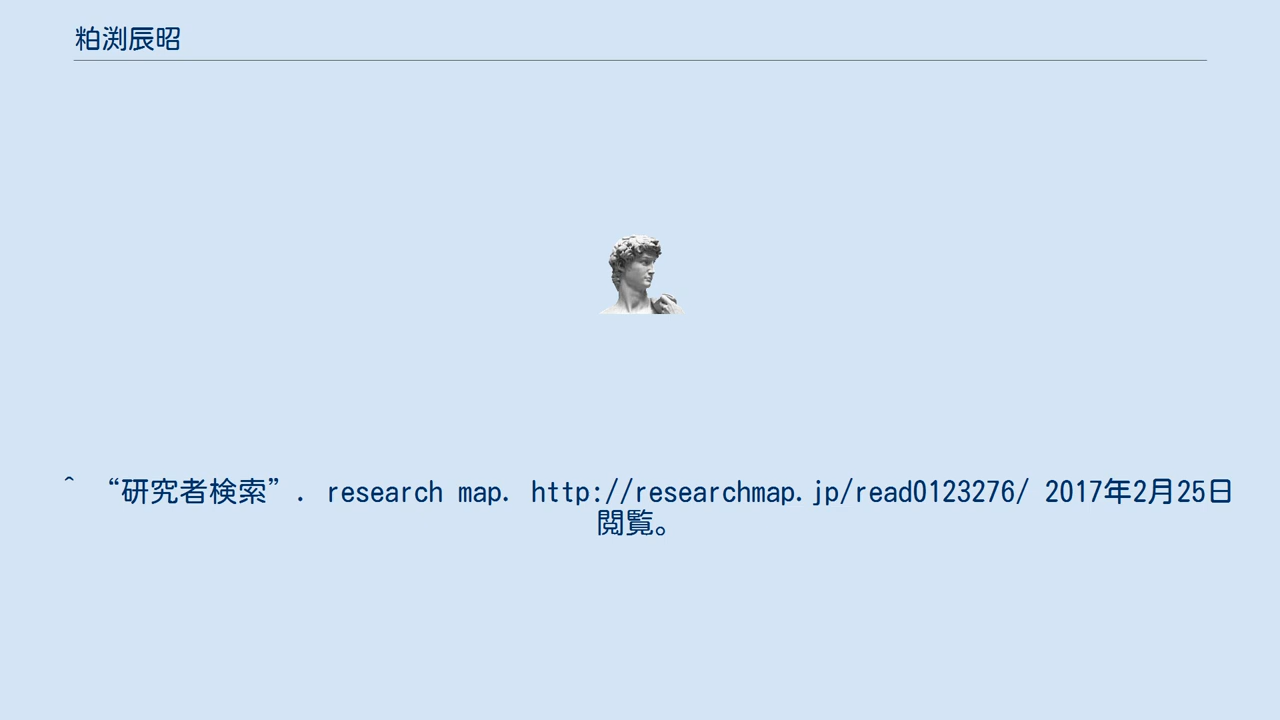 粕渕辰昭
^ “研究者検索”. research map. http://researchmap.jp/read0123276/ 2017年2月25日
閲覧。